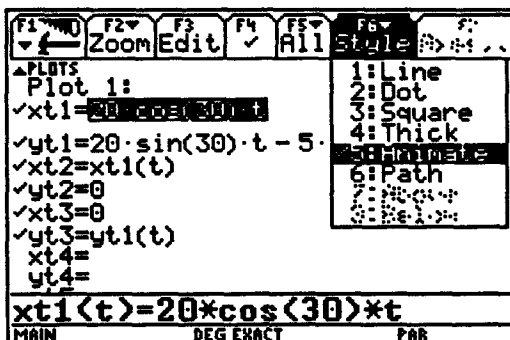 F1 F2 F3 F4 F5 F6 F7
Zoom Edit ✓ All Style
▲PLOTS
Plot 1:
✓xt1=20·cos(30)·t
✓yt1=20·sin(30)·t-5·
✓xt2=xt1(t)
✓yt2=0
✓xt3=0
✓yt3=yt1(t)
xt4=
yt4=
1:Line
2:Dot
3:Square
4:Thick
5:Animate
6:Path
xt1(t)=20*cos(30)*t
MAIN DEG EXACT PAR